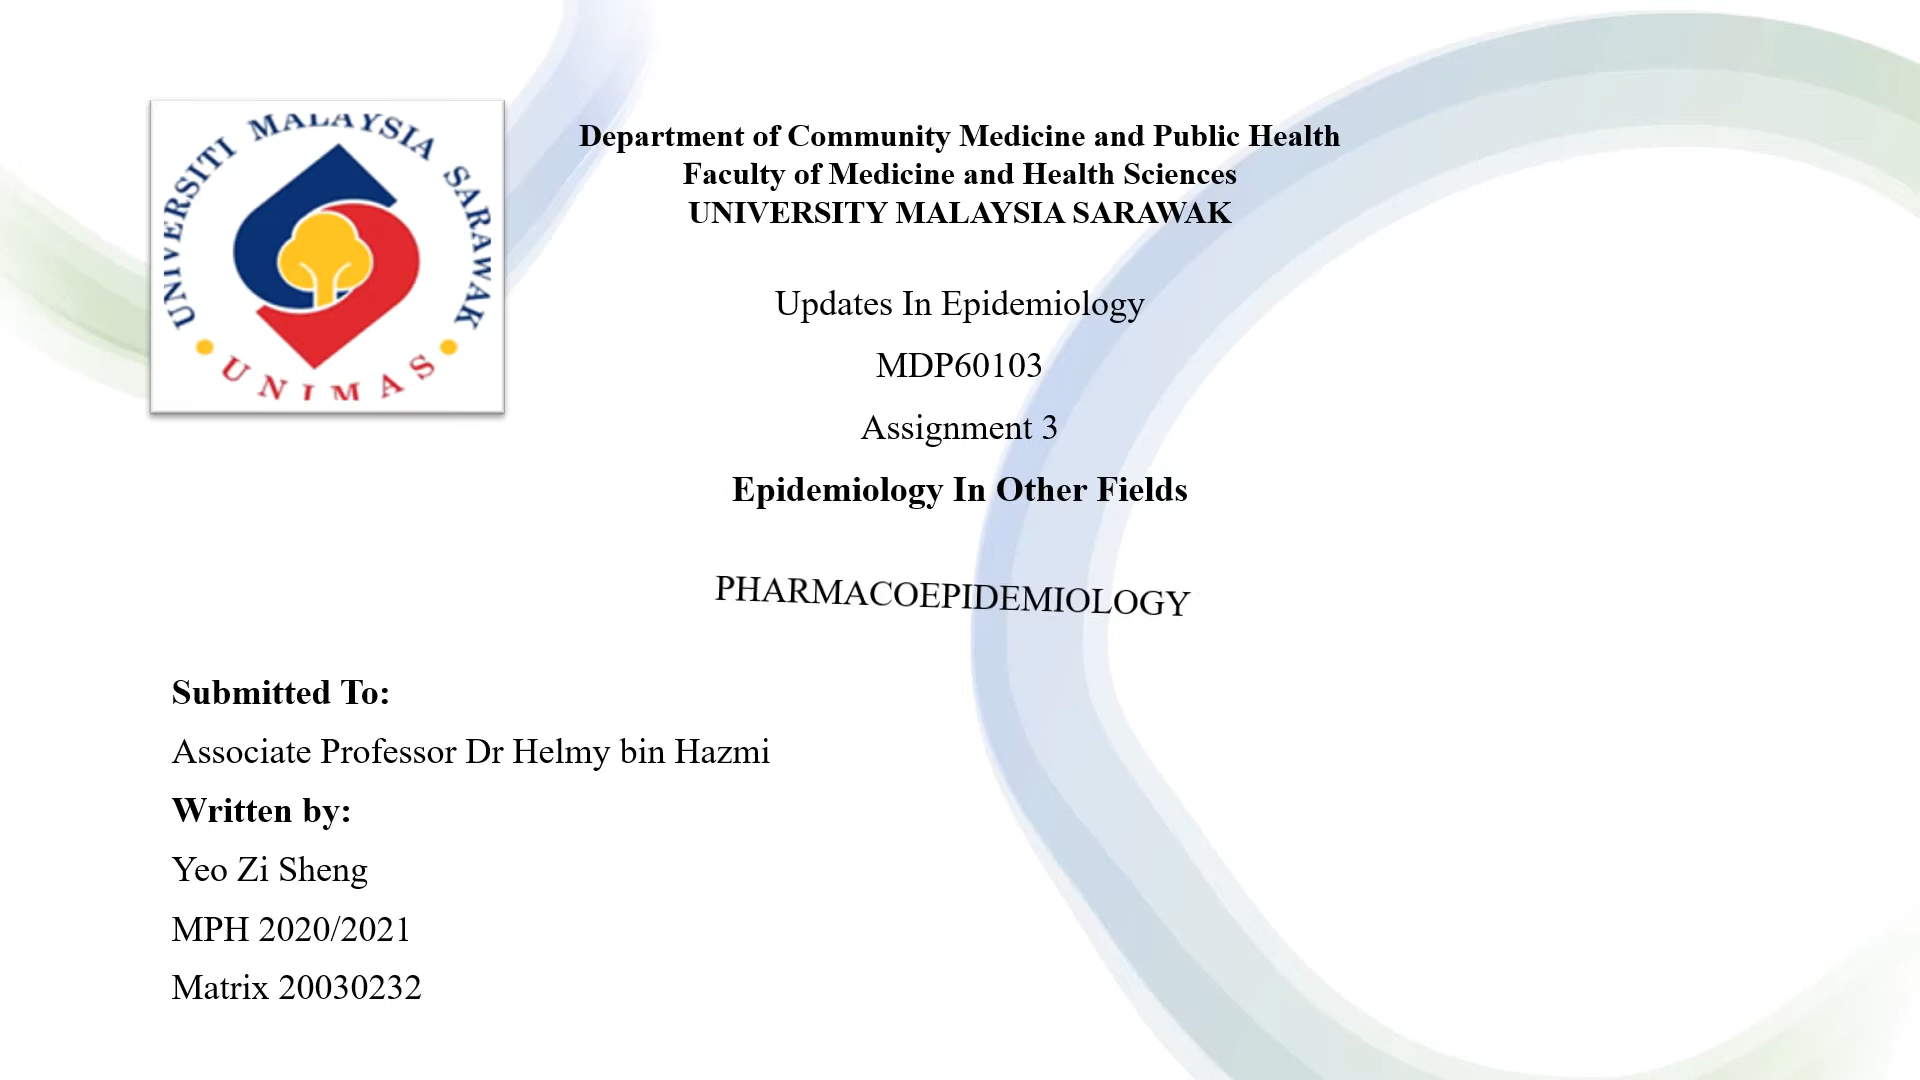 UNIVERSITI MALAYSIA SARAWAK
UNIMAS
Department of Community Medicine and Public Health
Faculty of Medicine and Health Sciences
UNIVERSITY MALAYSIA SARAWAK
Updates In Epidemiology
MDP60103
Assignment 3
Epidemiology In Other Fields
PHARMACOEPIDEMIOLOGY
Submitted To:
Associate Professor Dr Helmy bin Hazmi
Written by:
Yeo Zi Sheng
MPH 2020/2021
Matrix 20030232